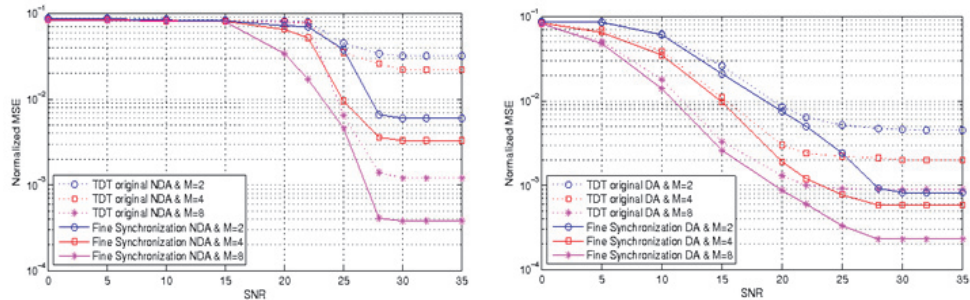 10⁻¹
10⁻²
10⁻³
10⁻⁴
Normalized MSE
TDT original NDA & M=2
TDT original NDA & M=4
TDT original NDA & M=8
Fine Synchronization NDA & M=2
Fine Synchronization NDA & M=4
Fine Synchronization NDA & M=8
0 5 10 15 20 25 30 35
SNR
10⁻¹
10⁻²
10⁻³
10⁻⁴
Normalized MSE
TDT original DA & M=2
TDT original DA & M=4
TDT original DA & M=8
Fine Synchronization DA & M=2
Fine Synchronization DA & M=4
Fine Synchronization DA & M=8
0 5 10 15 20 25 30 35
SNR